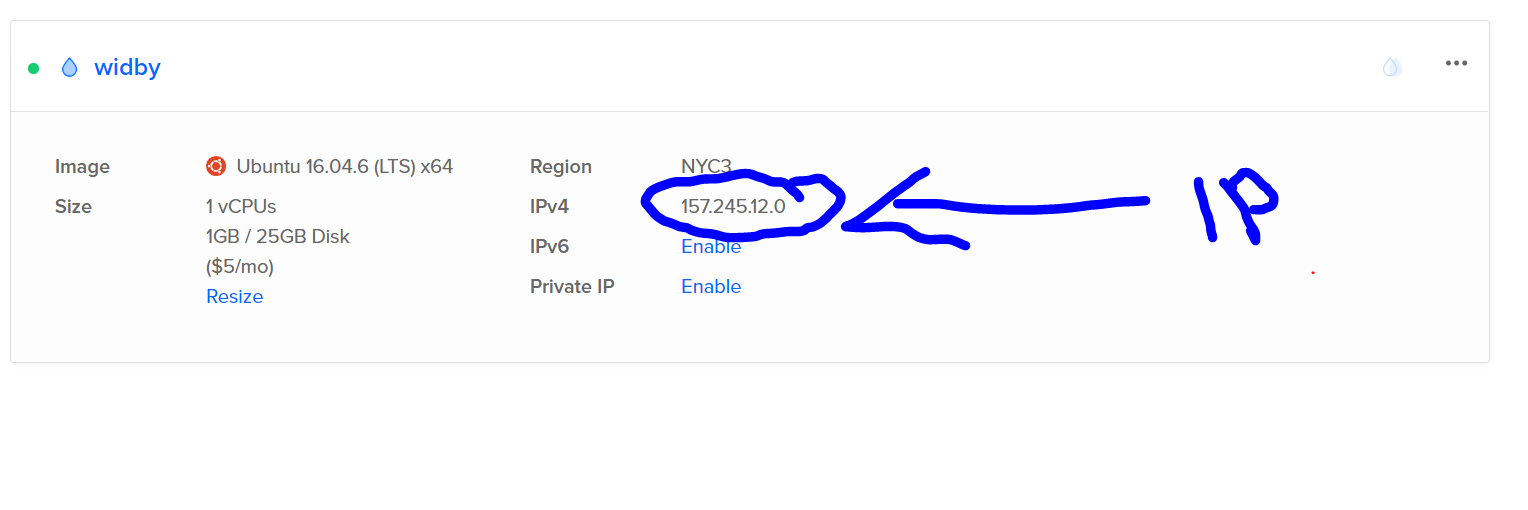 widby
Image Ubuntu 16.04.6 (LTS) x64 Region NYC3
Size 1 vCPUs IPv4 157.245.12.0 IP
1GB / 25GB Disk IPv6 Enable
($5/mo) Private IP Enable
Resize